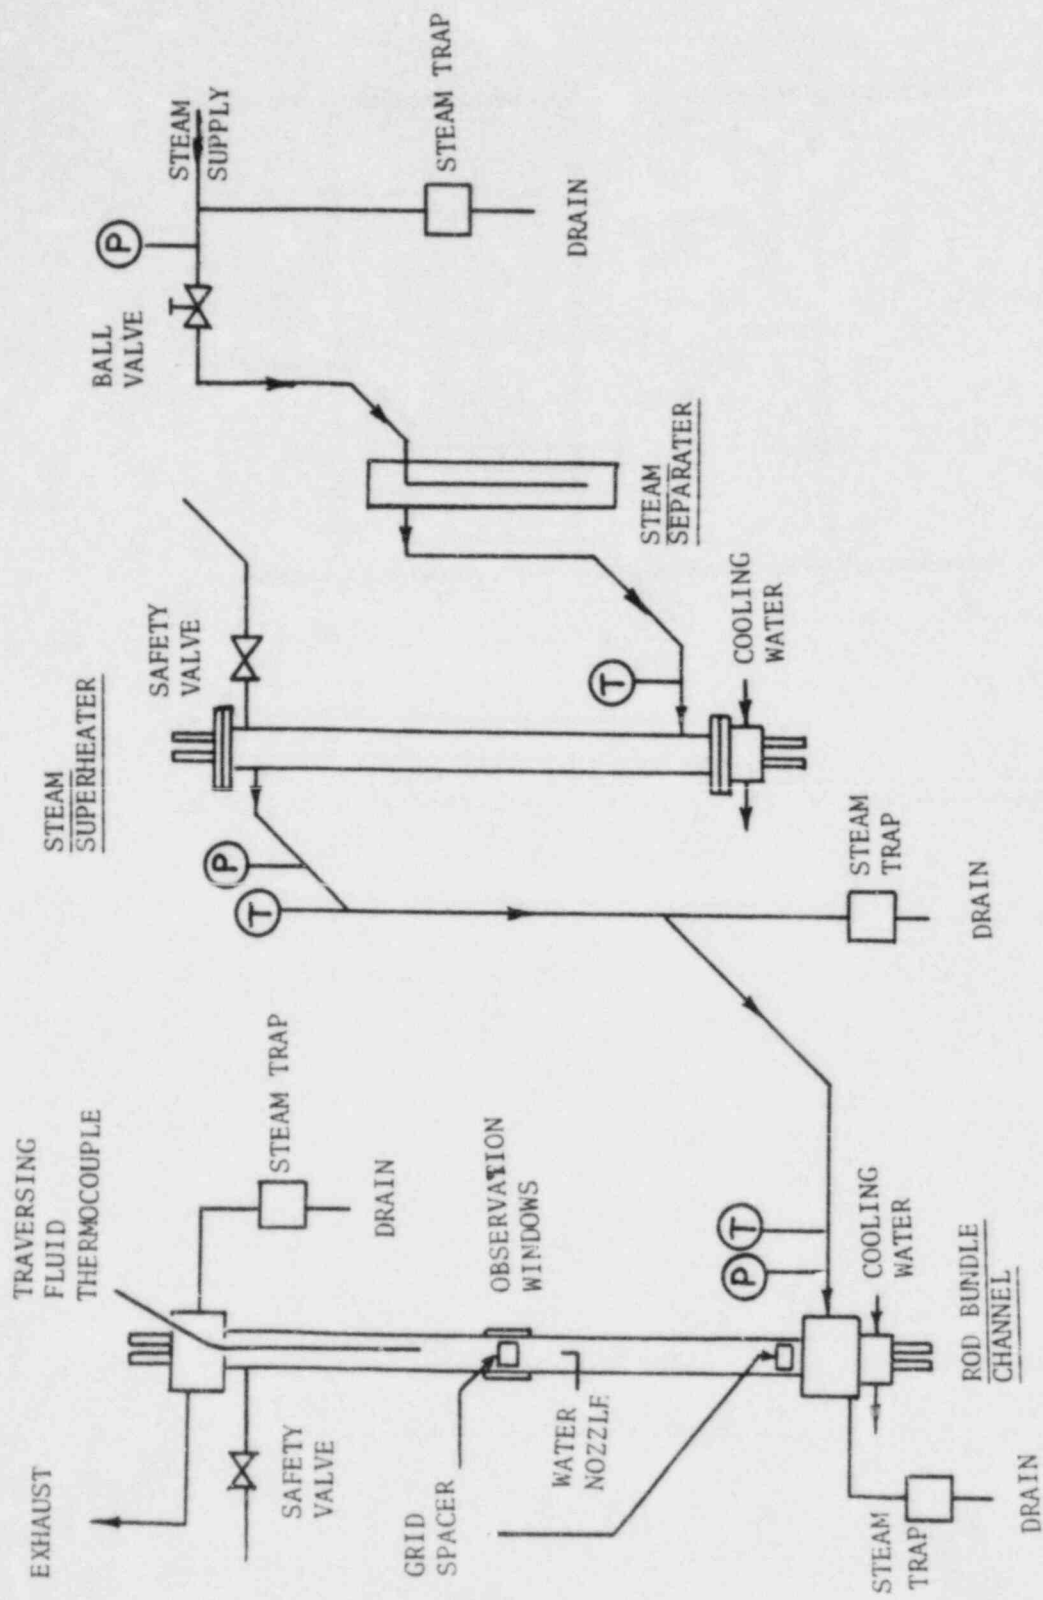 EXHAUST
TRAVERSING
FLUID
THERMOCOUPLE
STEAM TRAP
DRAIN
SAFETY
VALVE
GRID
SPACER
WATER
NOZZLE
OBSERVATION
WINDOWS
P
T
COOLING
WATER
ROD BUNDLE
CHANNEL
STEAM
TRAP
DRAIN
STEAM
SUPERHEATER
SAFETY
VALVE
P
T
T
COOLING
WATER
STEAM
TRAP
DRAIN
STEAM
SEPARATER
BALL
VALVE
P
STEAM
SUPPLY
STEAM TRAP
DRAIN